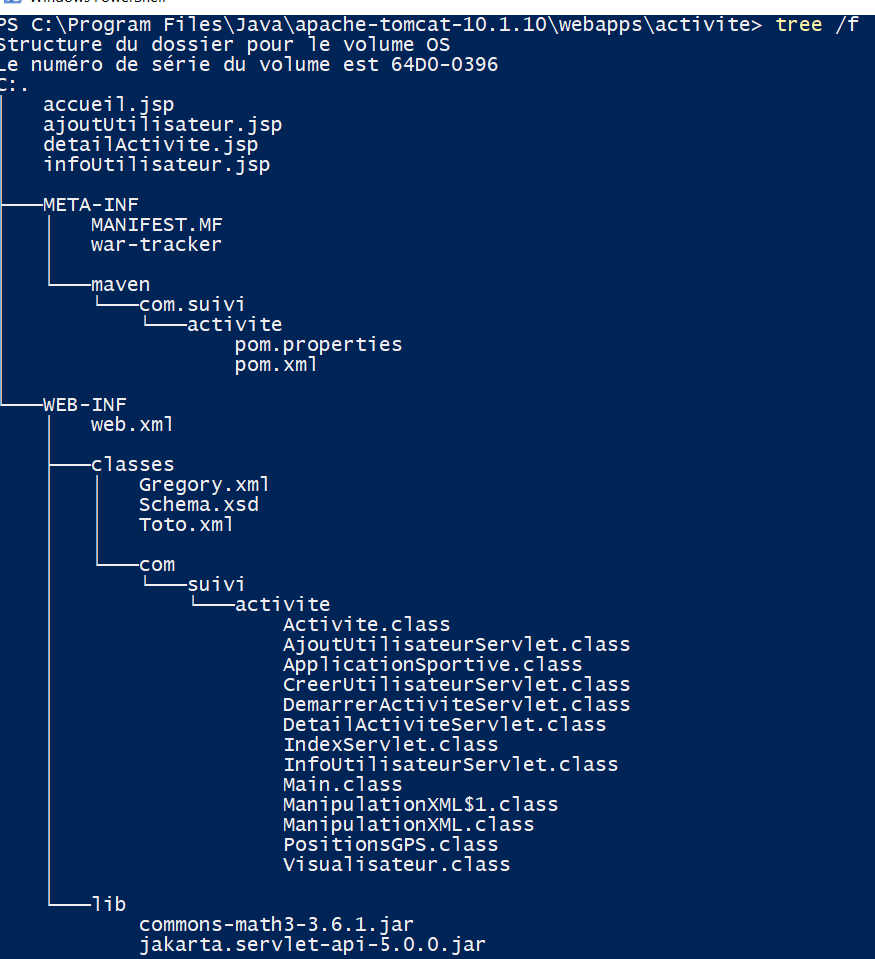 PS C:\Program Files\Java\apache-tomcat-10.1.10\webapps\activite> tree /f
Structure du dossier pour le volume OS
Le numéro de série du volume est 64D0-0396
C:.
accueil.jsp
ajoutUtilisateur.jsp
detailActivite.jsp
infoUtilisateur.jsp
META-INF
MANIFEST.MF
war-tracker
maven
com.suivi
activite
pom.properties
pom.xml
WEB-INF
web.xml
classes
Gregory.xml
Schema.xsd
Toto.xml
com
suivi
activite
Activite.class
AjoutUtilisateurServlet.class
ApplicationSportive.class
CreerUtilisateurServlet.class
DemarrerActiviteServlet.class
DetailActiviteServlet.class
IndexServlet.class
InfoUtilisateurServlet.class
Main.class
ManipulationXML$1.class
ManipulationXML.class
PositionsGPS.class
Visualisateur.class
lib
commons-math3-3.6.1.jar
jakarta.servlet-api-5.0.0.jar